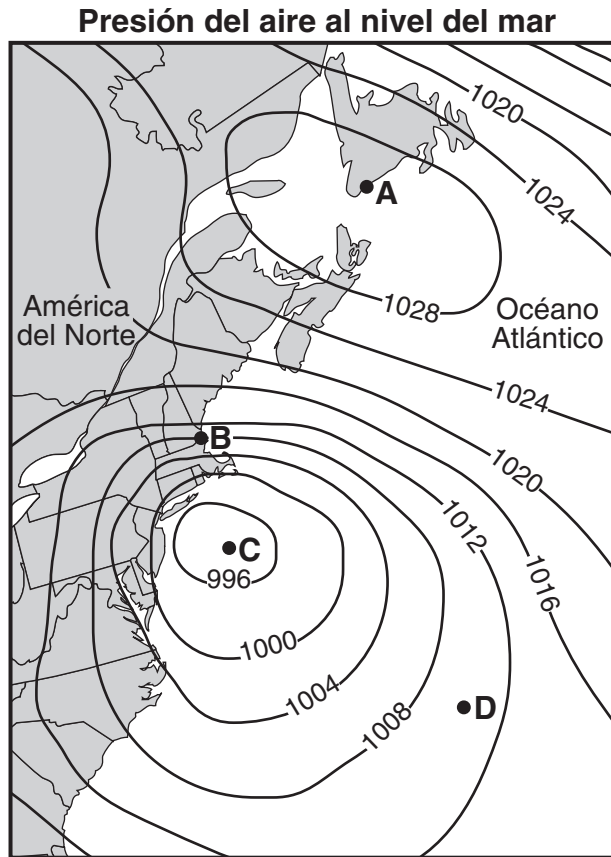 Presión del aire al nivel del mar
1020
A
1024
América
del Norte
1028
Océano
Atlántico
1024
B
1020
1012
C
996
1016
1000
1004
D
1008